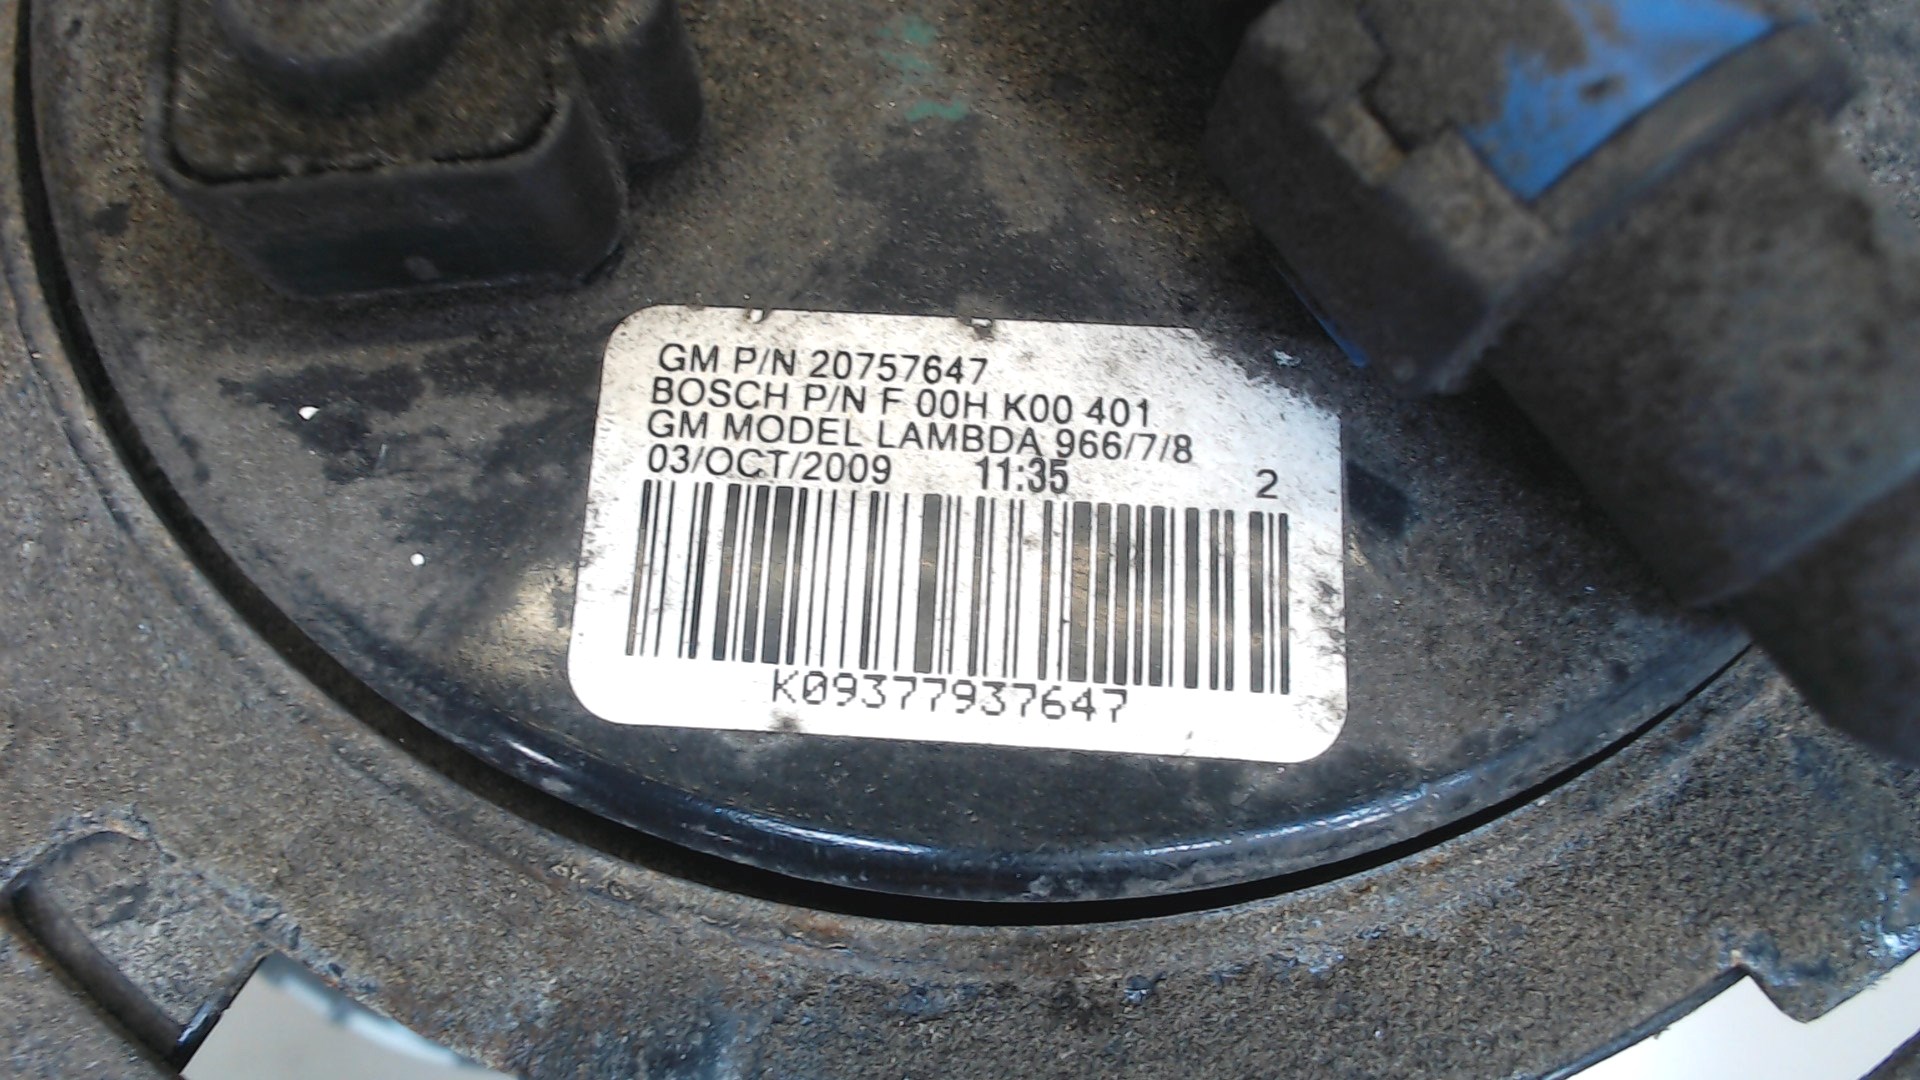 GM P/N 20757647
BOSCH P/N F 00H K00 401
GM MODEL LAMBDA 966/7/8
03/OCT/2009 11:35 2
K09377937647